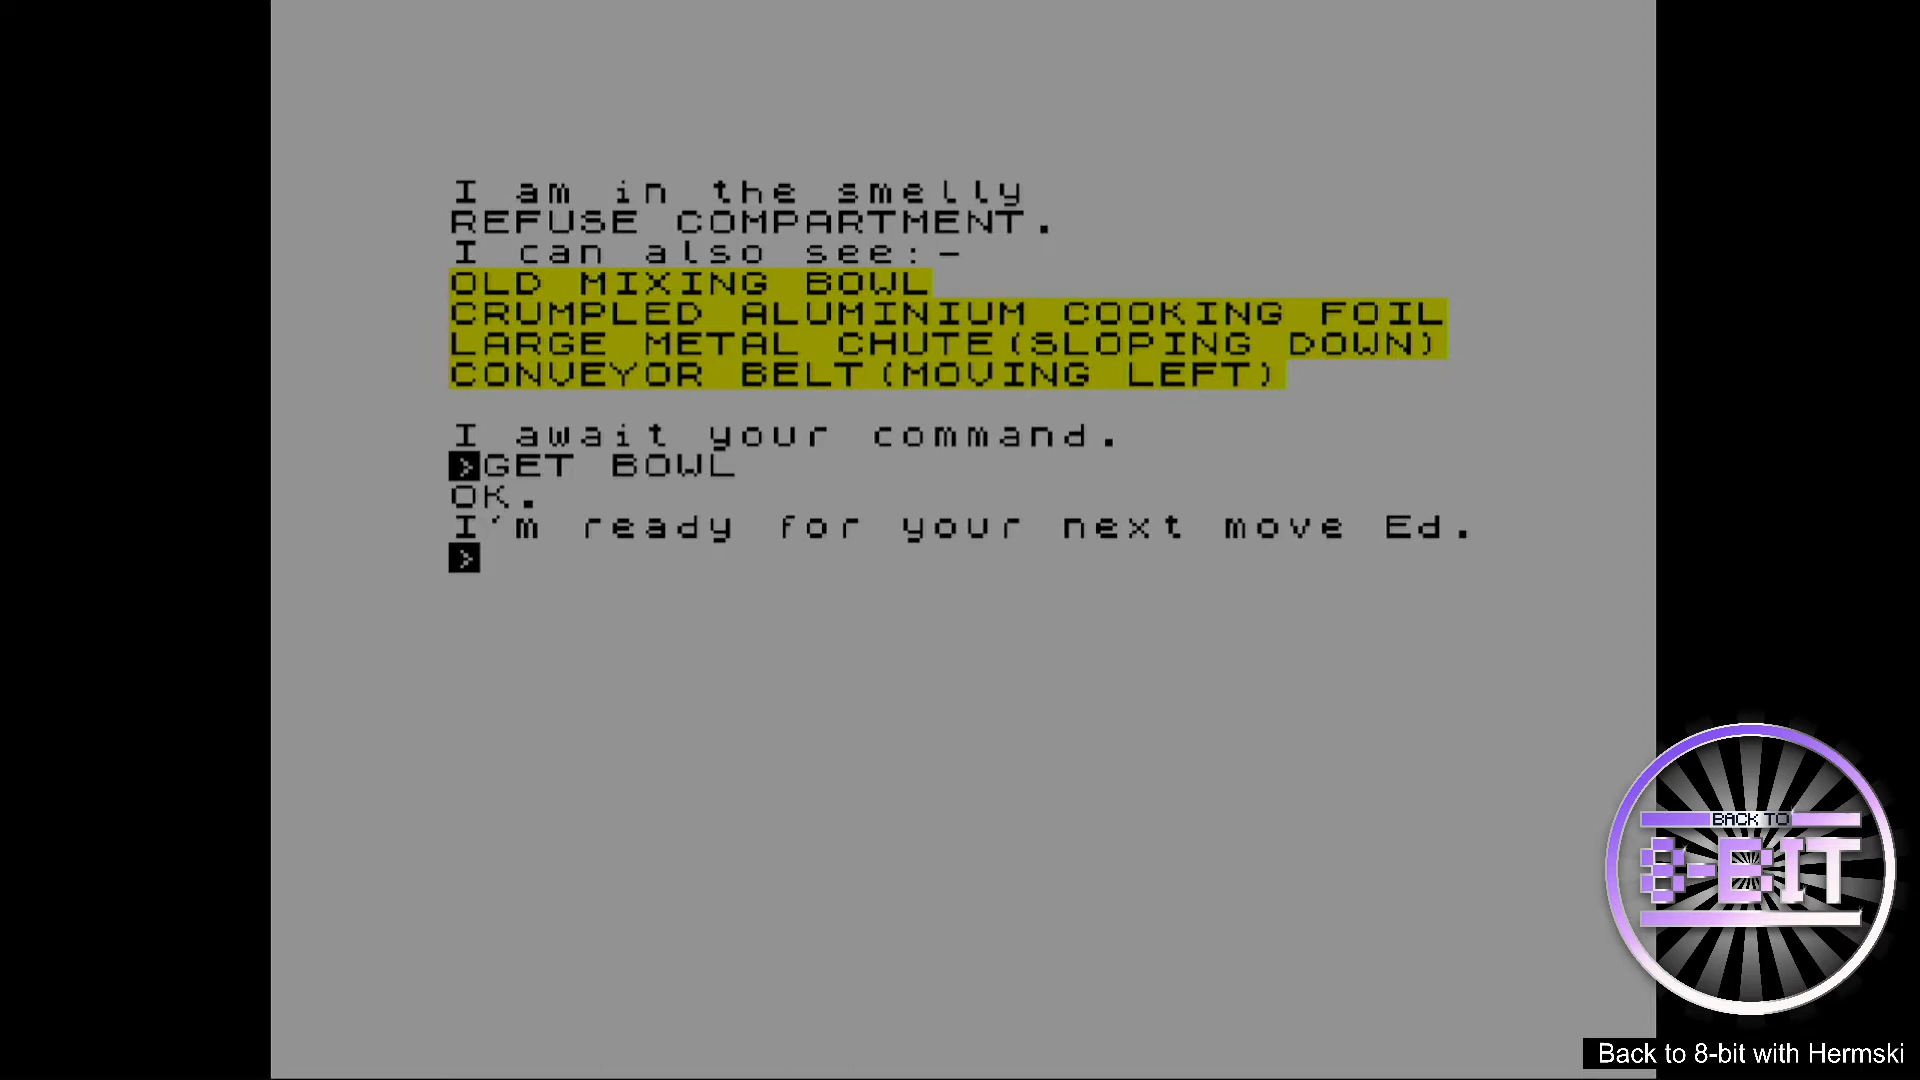 I am in the smelly
REFUSE COMPARTMENT.
I can also see:-
OLD MIXING BOWL
CRUMPLED ALUMINIUM COOKING FOIL
LARGE METAL CHUTE(SLOPING DOWN)
CONVEYOR BELT(MOVING LEFT)
I await your command.
>GET BOWL
OK.
I'm ready for your next move Ed.
>
BACK TO
8-BIT
Back to 8-bit with Hermski